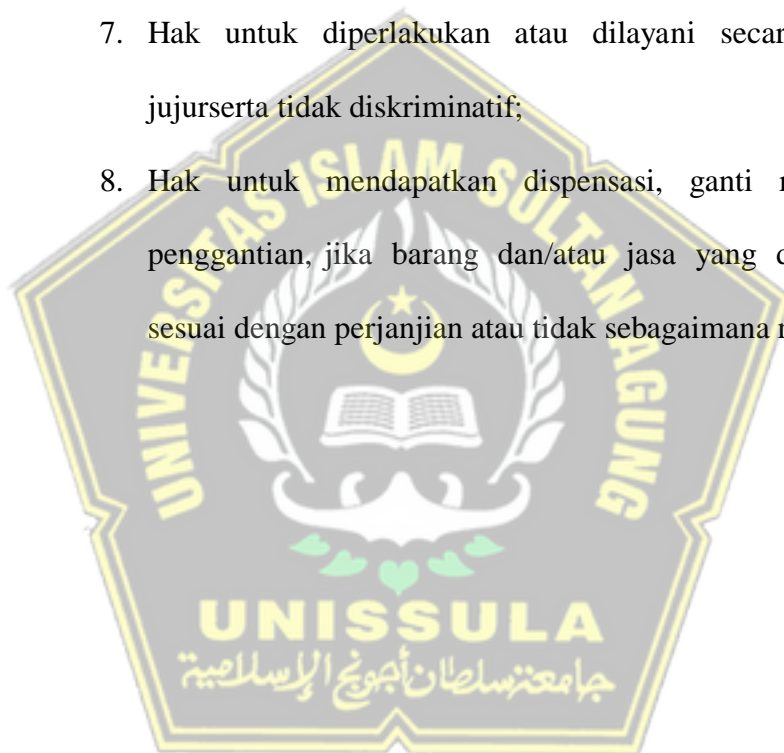 7. Hak untuk diperlakukan atau dilayani secar
jujurserta tidak diskriminatif;
8. Hak untuk mendapatkan dispensasi, ganti
penggantian, jika barang dan/atau jasa yang
sesuai dengan perjanjian atau tidak sebagaimana
UNIVERSITAS ISLAM SULTAN AGUNG
UNISSULA
جامعة سلطان أجونج الإسلامية